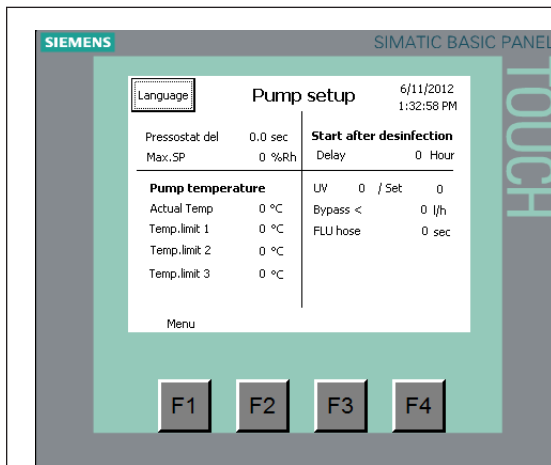 SIEMENS
SIMATIC BASIC PANEL
TOUCH
Language
Pump setup
6/11/2012
1:32:58 PM
Pressostat del 0.0 sec
Max.SP 0 %Rh
Start after desinfection
Delay 0 Hour
Pump temperature
Actual Temp 0 °C
Temp.limit 1 0 °C
Temp.limit 2 0 °C
Temp.limit 3 0 °C
UV 0 / Set 0
Bypass < 0 l/h
FLU hose 0 sec
Menu
F1 F2 F3 F4